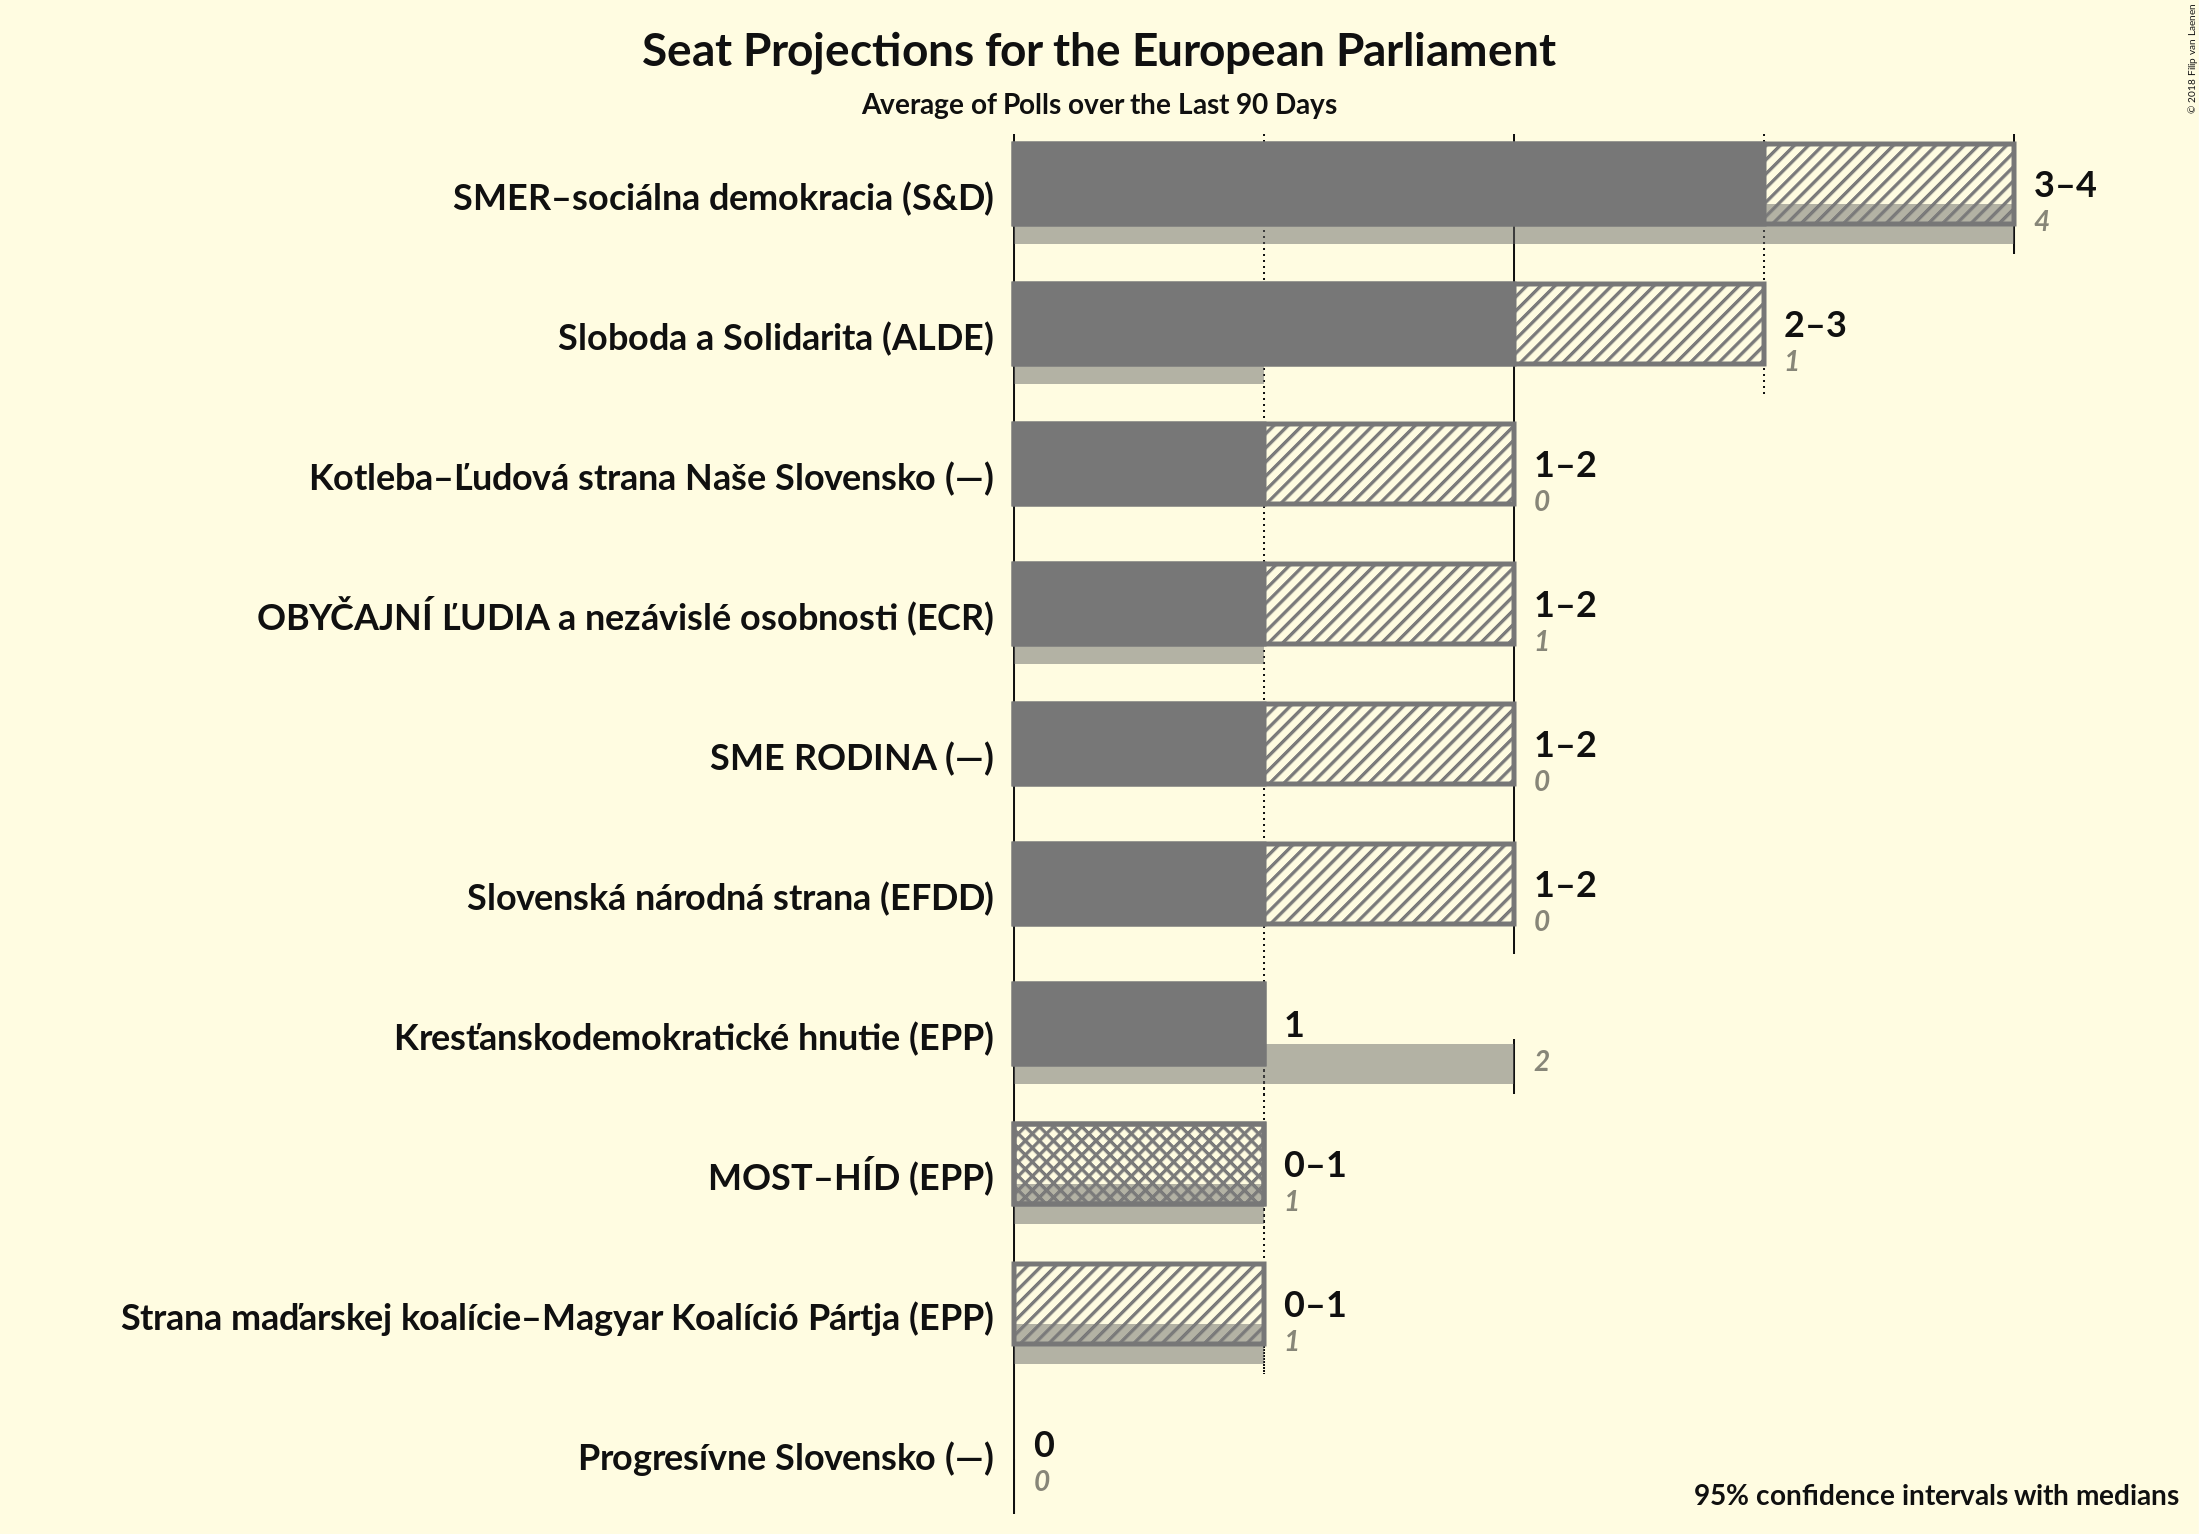 Seat Projections for the European Parliament
Average of Polls over the Last 90 Days
© 2018 Filip van Laenen
SMER–sociálna demokracia (S&D)
3–4
4
Sloboda a Solidarita (ALDE)
2–3
1
Kotleba–Ľudová strana Naše Slovensko (—)
1–2
0
OBYČAJNÍ ĽUDIA a nezávislé osobnosti (ECR)
1–2
1
SME RODINA (—)
1–2
0
Slovenská národná strana (EFDD)
1–2
0
Kresťanskodemokratické hnutie (EPP)
1
2
MOST–HÍD (EPP)
0–1
1
Strana maďarskej koalície–Magyar Koalíció Pártja (EPP)
0–1
1
Progresívne Slovensko (—)
0
0
95% confidence intervals with medians